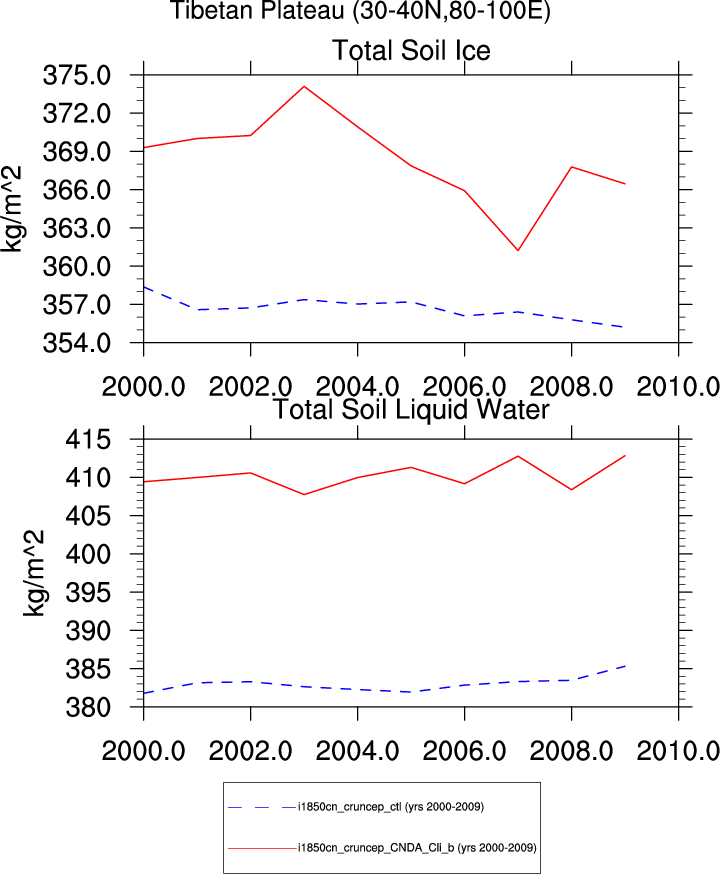 Tibetan Plateau (30-40N,80-100E)
Total Soil Ice
375.0
372.0
369.0
366.0
363.0
360.0
357.0
354.0
kg/m^2
2000.0 2002.0 2004.0 2006.0 2008.0 2010.0
Total Soil Liquid Water
415
410
405
400
395
390
385
380
kg/m^2
2000.0 2002.0 2004.0 2006.0 2008.0 2010.0
i1850cn_cruncep_ctl (yrs 2000-2009)
i1850cn_cruncep_CNDA_Cli_b (yrs 2000-2009)